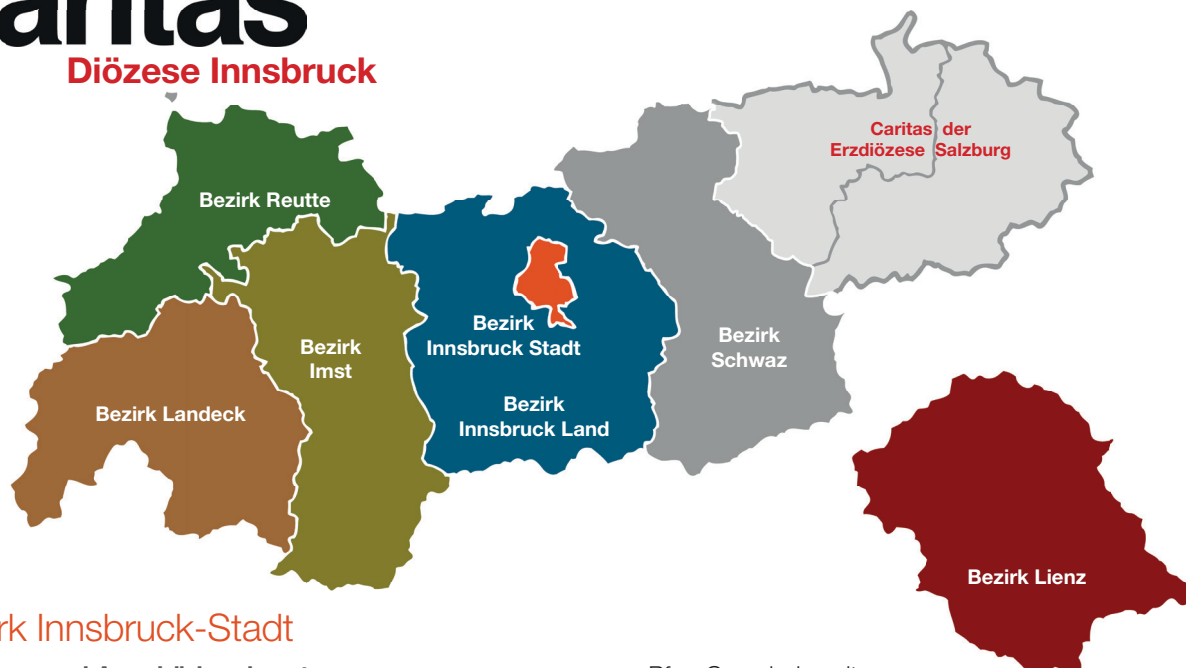 aritas
Diözese Innsbruck
Caritas der
Erzdiözese Salzburg
Bezirk Reutte
Bezirk
Imst
Bezirk
Innsbruck Stadt
Bezirk
Schwaz
Bezirk Landeck
Bezirk
Innsbruck Land
Bezirk Lienz
rk Innsbruck-Stadt